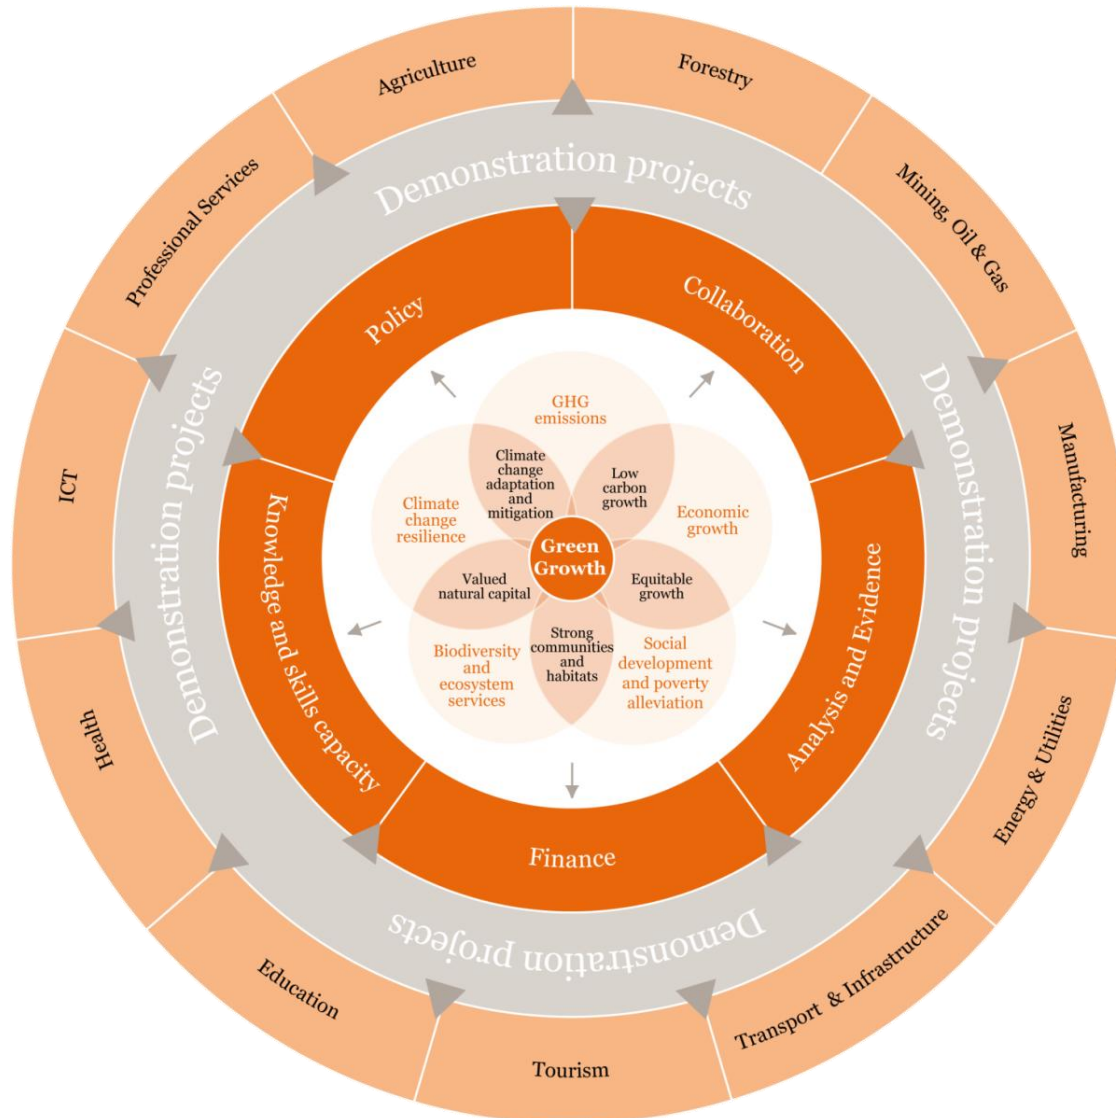 Agriculture
Forestry
Mining, Oil & Gas
Manufacturing
Energy & Utilities
Transport & Infrastructure
Tourism
Education
Health
ICT
Professional Services
Demonstration projects
Demonstration projects
Demonstration projects
Demonstration projects
Policy
Collaboration
Analysis and Evidence
Finance
Knowledge and skills capacity
GHG
emissions
Climate
change
adaptation
and
mitigation
Low
carbon
growth
Climate
change
resilience
Economic
growth
Green
Growth
Valued
natural capital
Equitable
growth
Strong
communities
and
habitats
Biodiversity
and
ecosystem
services
Social
development
and poverty
alleviation